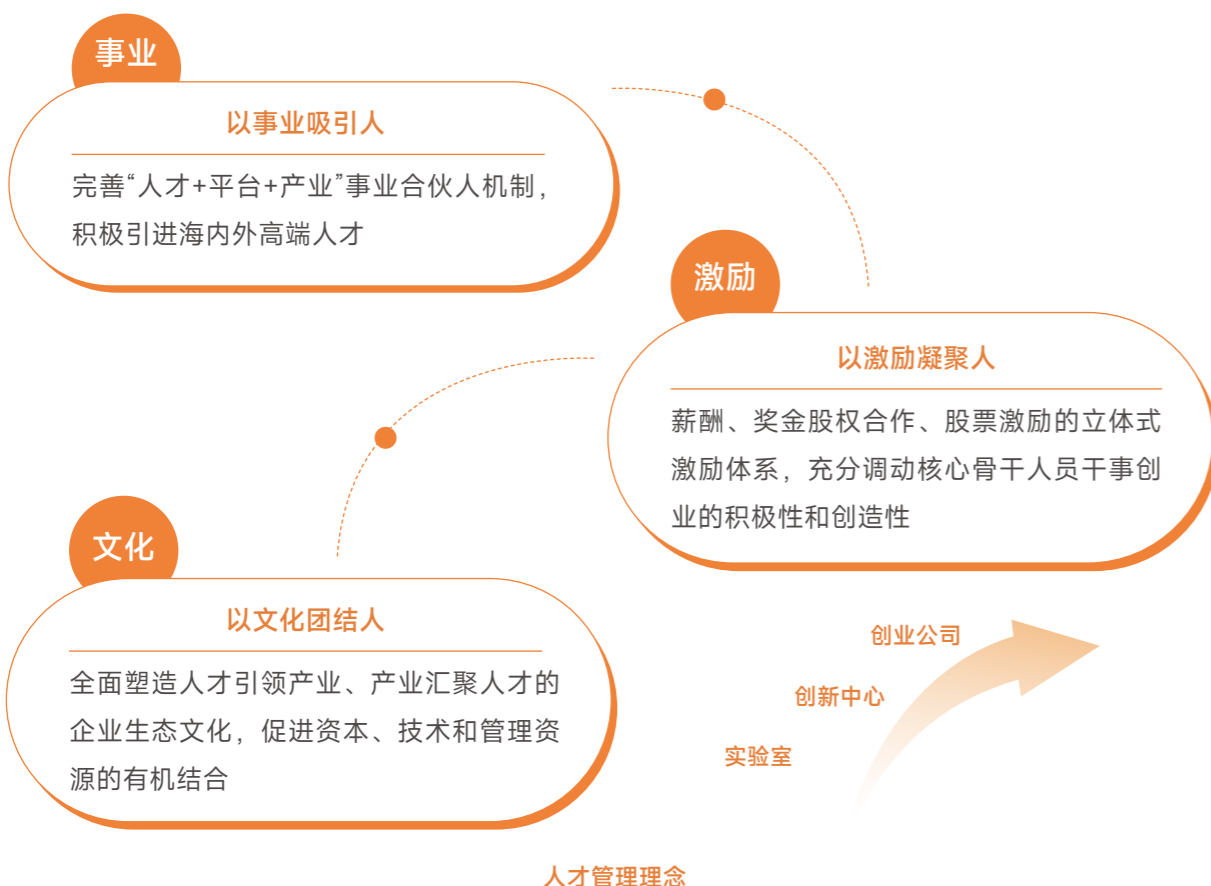 事业
以事业吸引人
完善“人才+平台+产业”事业合伙人机制，
积极引进海内外高端人才
激励
以激励凝聚人
薪酬、奖金股权合作、股票激励的立体式
激励体系，充分调动核心骨干人员干事创
业的积极性和创造性
文化
以文化团结人
全面塑造人才引领产业、产业汇聚人才的
企业生态文化，促进资本、技术和管理资
源的有机结合
创业公司
创新中心
实验室
人才管理理念